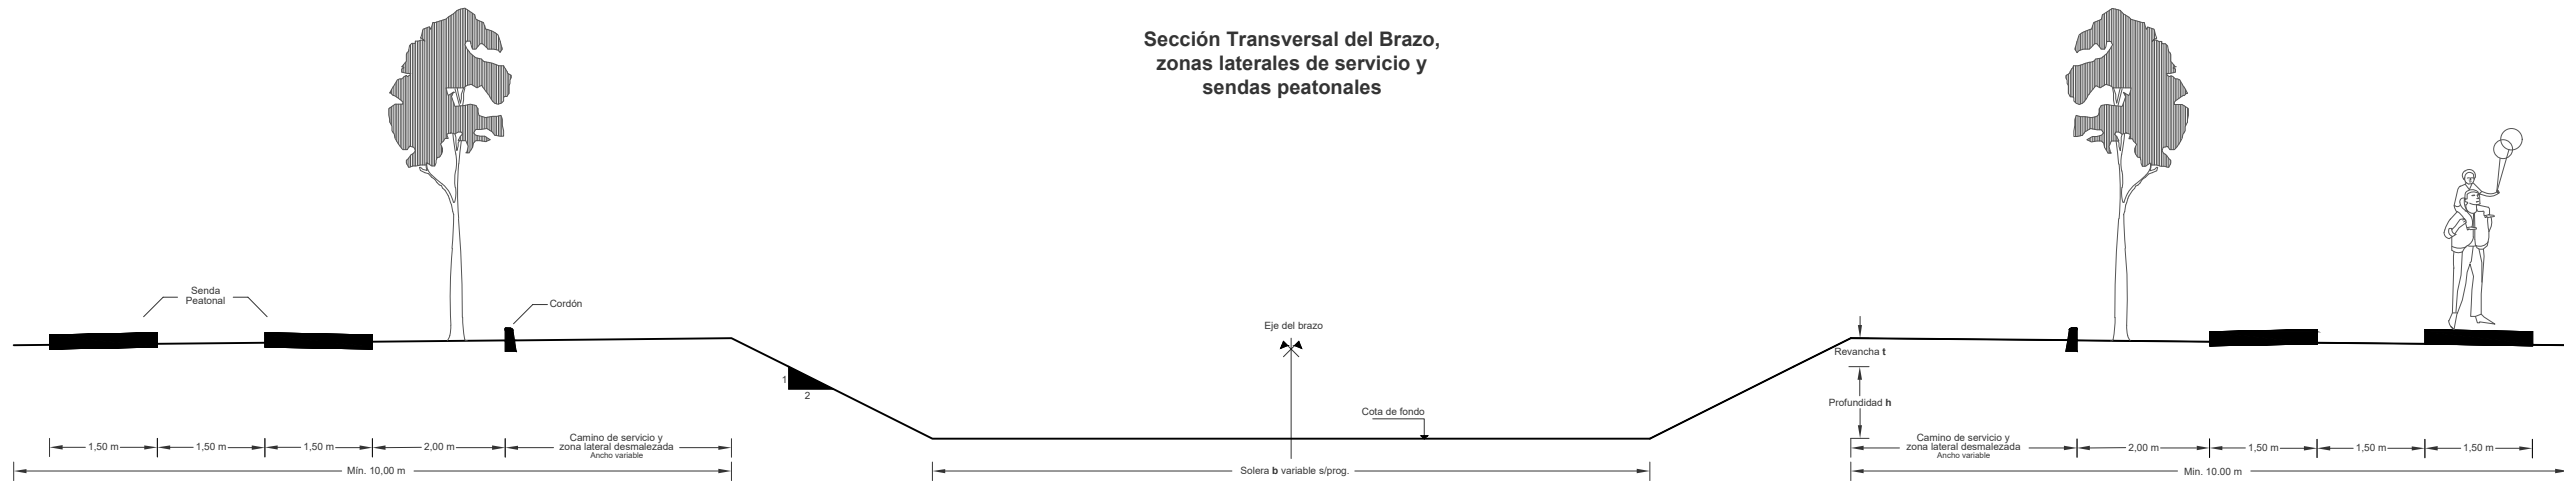 Sección Transversal del Brazo,
zonas laterales de servicio y
sendas peatonales
Senda
Peatonal
Cordón
Eje del brazo
Revancha t
1
2
Profundidad h
Cota de fondo
1,50 m
1,50 m
1,50 m
2,00 m
Camino de servicio y
zona lateral desmalezada
Ancho variable
Camino de servicio y
zona lateral desmalezada
Ancho variable
2,00 m
1,50 m
1,50 m
1,50 m
Mín. 10,00 m
Solera b variable s/prog.
Min. 10.00 m